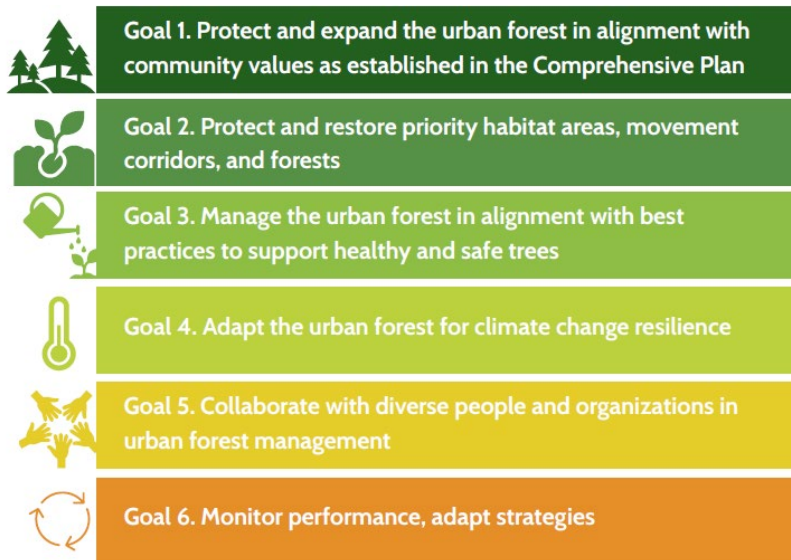 Goal 1. Protect and expand the urban forest in alignment with
community values as established in the Comprehensive Plan
Goal 2. Protect and restore priority habitat areas, movement
corridors, and forests
Goal 3. Manage the urban forest in alignment with best
practices to support healthy and safe trees
Goal 4. Adapt the urban forest for climate change resilience
Goal 5. Collaborate with diverse people and organizations in
urban forest management
Goal 6. Monitor performance, adapt strategies